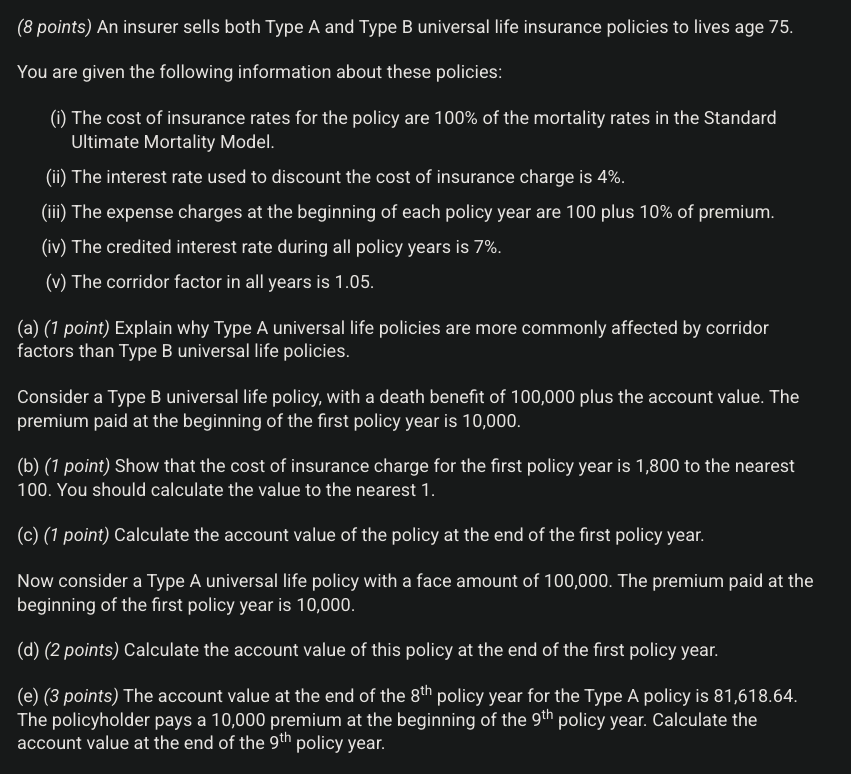 (8 points) An insurer sells both Type A and Type B universal life insurance policies to lives age 75.
You are given the following information about these policies:
(i) The cost of insurance rates for the policy are 100% of the mortality rates in the Standard
Ultimate Mortality Model.
(ii) The interest rate used to discount the cost of insurance charge is 4%.
(iii) The expense charges at the beginning of each policy year are 100 plus 10% of premium.
(iv) The credited interest rate during all policy years is 7%.
(v) The corridor factor in all years is 1.05.
(a) (1 point) Explain why Type A universal life policies are more commonly affected by corridor
factors than Type B universal life policies.
Consider a Type B universal life policy, with a death benefit of 100,000 plus the account value. The
premium paid at the beginning of the first policy year is 10,000.
(b) (1 point) Show that the cost of insurance charge for the first policy year is 1,800 to the nearest
100. You should calculate the value to the nearest 1.
(c) (1 point) Calculate the account value of the policy at the end of the first policy year.
Now consider a Type A universal life policy with a face amount of 100,000. The premium paid at the
beginning of the first policy year is 10,000.
(d) (2 points) Calculate the account value of this policy at the end of the first policy year.
(e) (3 points) The account value at the end of the 8th policy year for the Type A policy is 81,618.64.
The policyholder pays a 10,000 premium at the beginning of the 9th policy year. Calculate the
account value at the end of the 9th policy year.